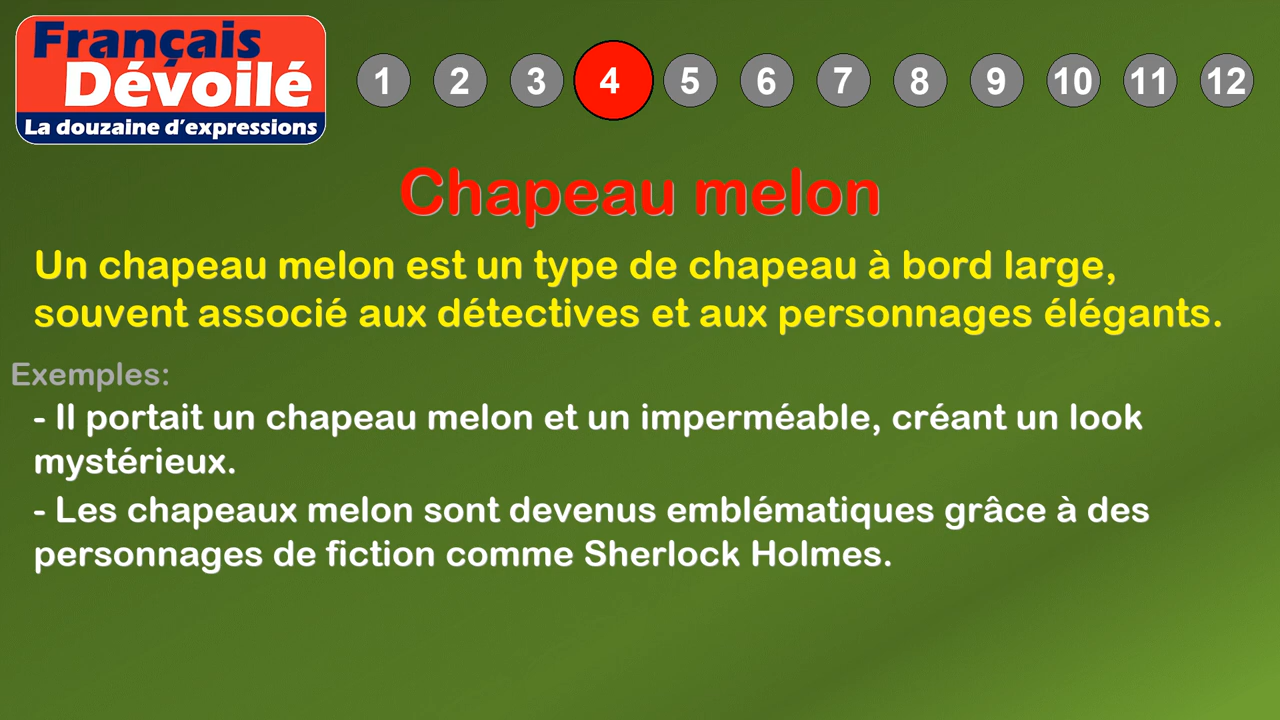 Français
Dévoilé
La douzaine d'expressions
1 2 3 4 5 6 7 8 9 10 11 12
Chapeau melon
Un chapeau melon est un type de chapeau à bord large,
souvent associé aux détectives et aux personnages élégants.
Exemples:
- Il portait un chapeau melon et un imperméable, créant un look
mystérieux.
- Les chapeaux melon sont devenus emblématiques grâce à des
personnages de fiction comme Sherlock Holmes.